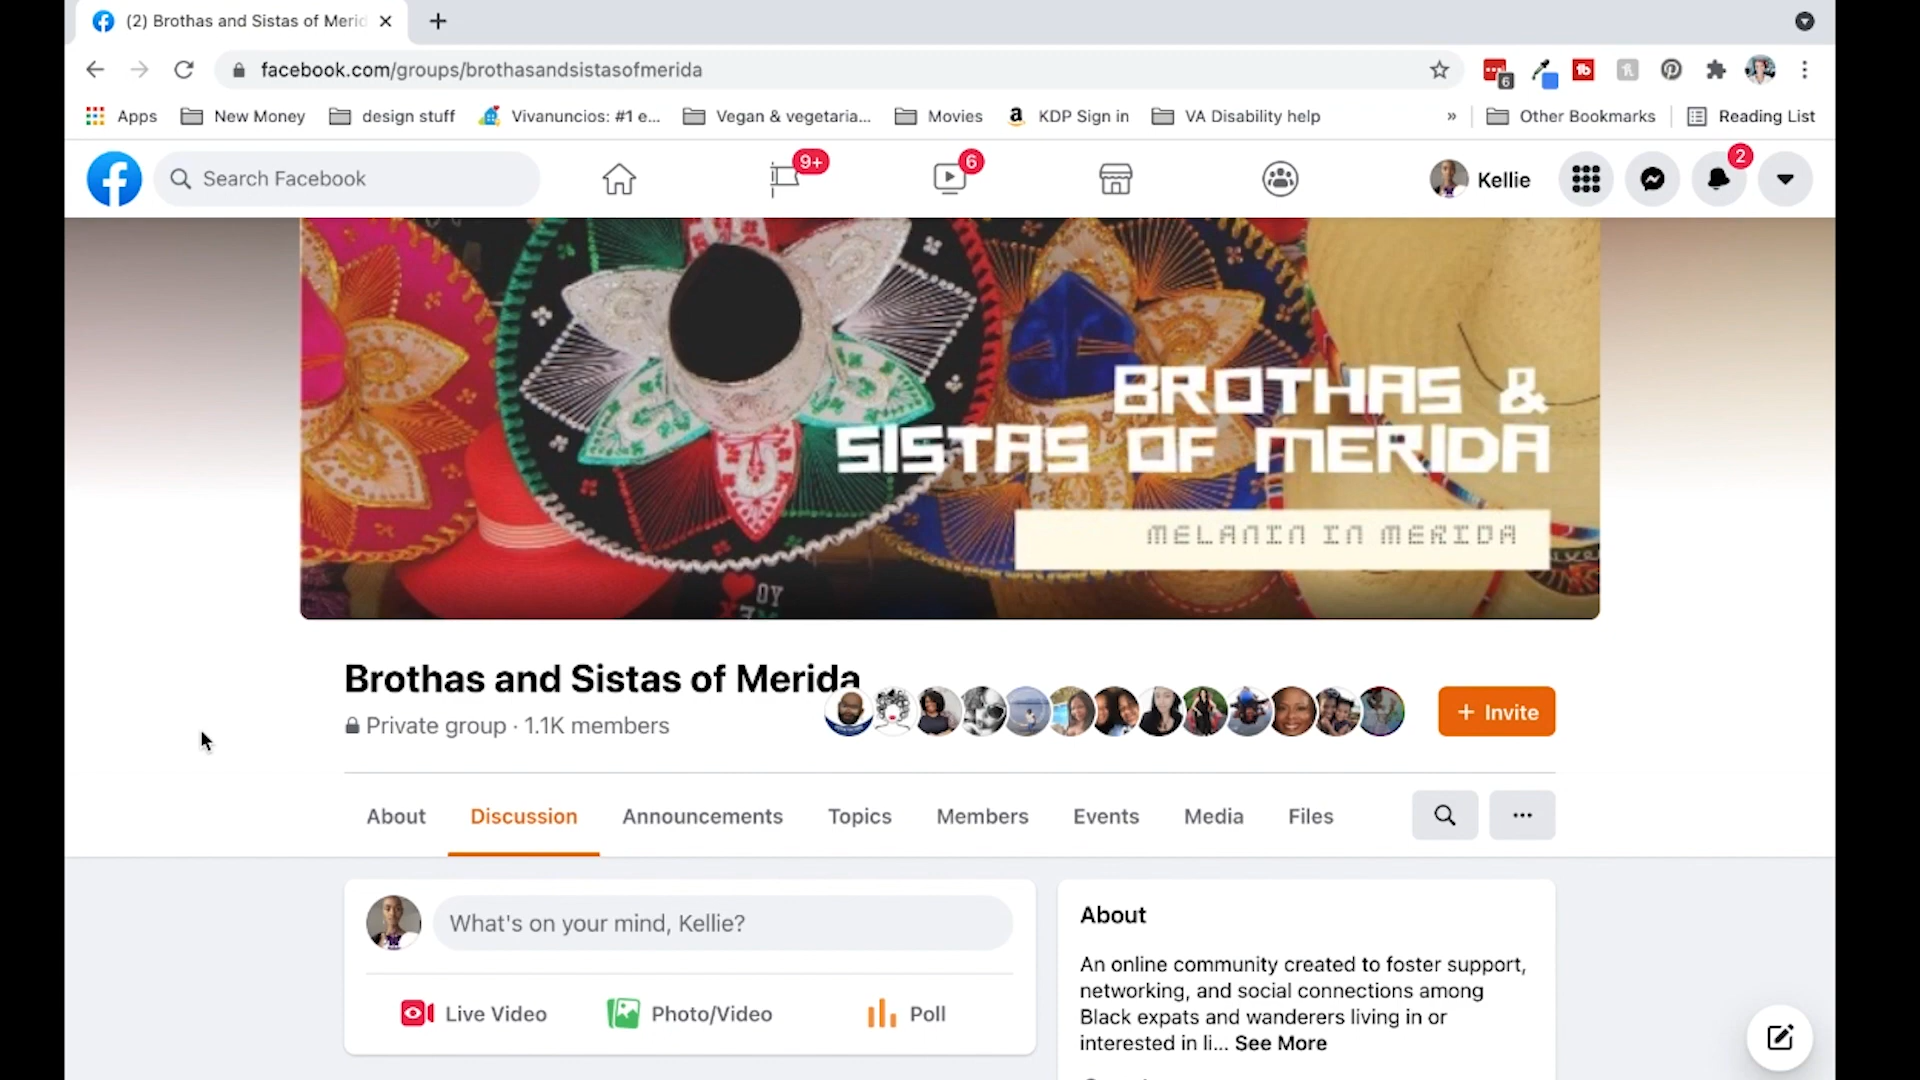 (2) Brothas and Sistas of Merid
facebook.com/groups/brothasandsistasofmerida
6
Apps
New Money
design stuff
Vivanuncios: #1 e...
Vegan & vegetaria...
Movies
KDP Sign in
VA Disability help
»
Other Bookmarks
Reading List
Search Facebook
9+
6
Kellie
2
BROTHAS &
SISTAS OF MERIDA
MELANIN IN MERIDA
Brothas and Sistas of Merida
Private group · 1.1K members
+ Invite
About
Discussion
Announcements
Topics
Members
Events
Media
Files
What's on your mind, Kellie?
Live Video
Photo/Video
Poll
About
An online community created to foster support,
networking, and social connections among
Black expats and wanderers living in or
interested in li... See More